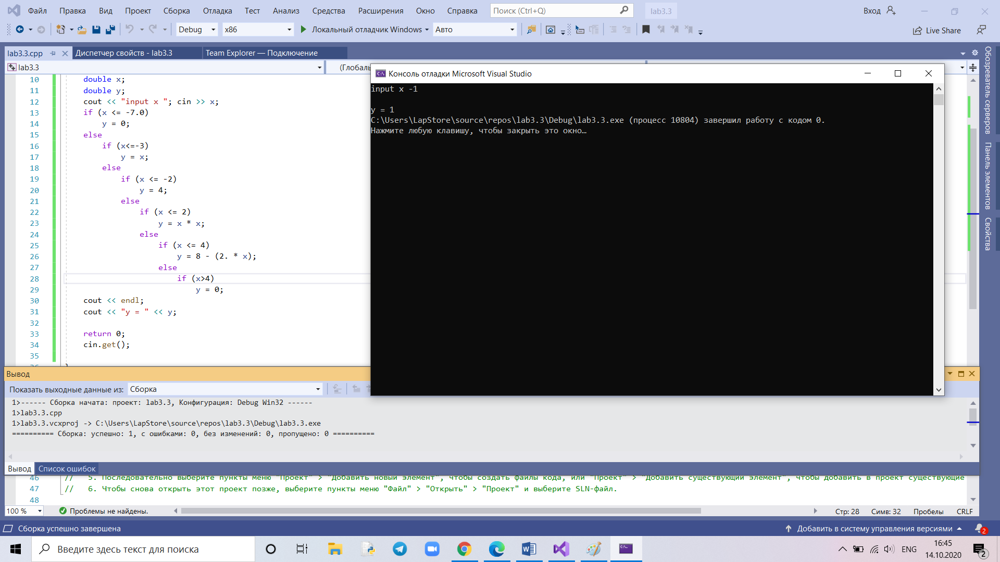 Файл Правка Вид Проект Сборка Отладка Тест Анализ Средства Расширения Окно Справка Поиск (Ctrl+Q) lab3.3 Вход
Debug x86 Локальный отладчик Windows Авто Live Share
lab3.3.cpp Диспетчер свойств - lab3.3 Team Explorer — Подключение
lab3.3 (Глобаль
10 double x;
11 double y;
12 cout << "input x "; cin >> x;
13 if (x <= -7.0)
14 y = 0;
15 else
16 if (x<=-3)
17 y = x;
18 else
19 if (x <= -2)
20 y = 4;
21 else
22 if (x <= 2)
23 y = x * x;
24 else
25 if (x <= 4)
26 y = 8 - (2. * x);
27 else
28 if (x>4)
29 y = 0;
30 cout << endl;
31 cout << "y = " << y;
32
33 return 0;
34 cin.get();
35
Консоль отладки Microsoft Visual Studio
input x -1
y = 1
C:\Users\LapStore\source\repos\lab3.3\Debug\lab3.3.exe (процесс 10804) завершил работу с кодом 0.
Нажмите любую клавишу, чтобы закрыть это окно…
Обозреватель серверов
Панель элементов
Свойства
Вывод
Показать выходные данные из: Сборка
1>------ Сборка начата: проект: lab3.3, Конфигурация: Debug Win32 ------
1>lab3.3.cpp
1>lab3.3.vcxproj -> C:\Users\LapStore\source\repos\lab3.3\Debug\lab3.3.exe
========== Сборка: успешно: 1, с ошибками: 0, без изменений: 0, пропущено: 0 ==========
Вывод Список ошибок
46 // 5. Последовательно выберите пункты меню "Проект" > "Добавить новый элемент", чтобы создать файлы кода, или "Проект" > "Добавить существующий элемент", чтобы добавить в проект существующие
47 // 6. Чтобы снова открыть этот проект позже, выберите пункты меню "Файл" > "Открыть" > "Проект" и выберите SLN-файл.
48
100 % Проблемы не найдены. Стр: 28 Симв: 32 Пробелы CRLF
Сборка успешно завершена Добавить в систему управления версиями 2
Введите здесь текст для поиска ENG 16:45
14.10.2020 2